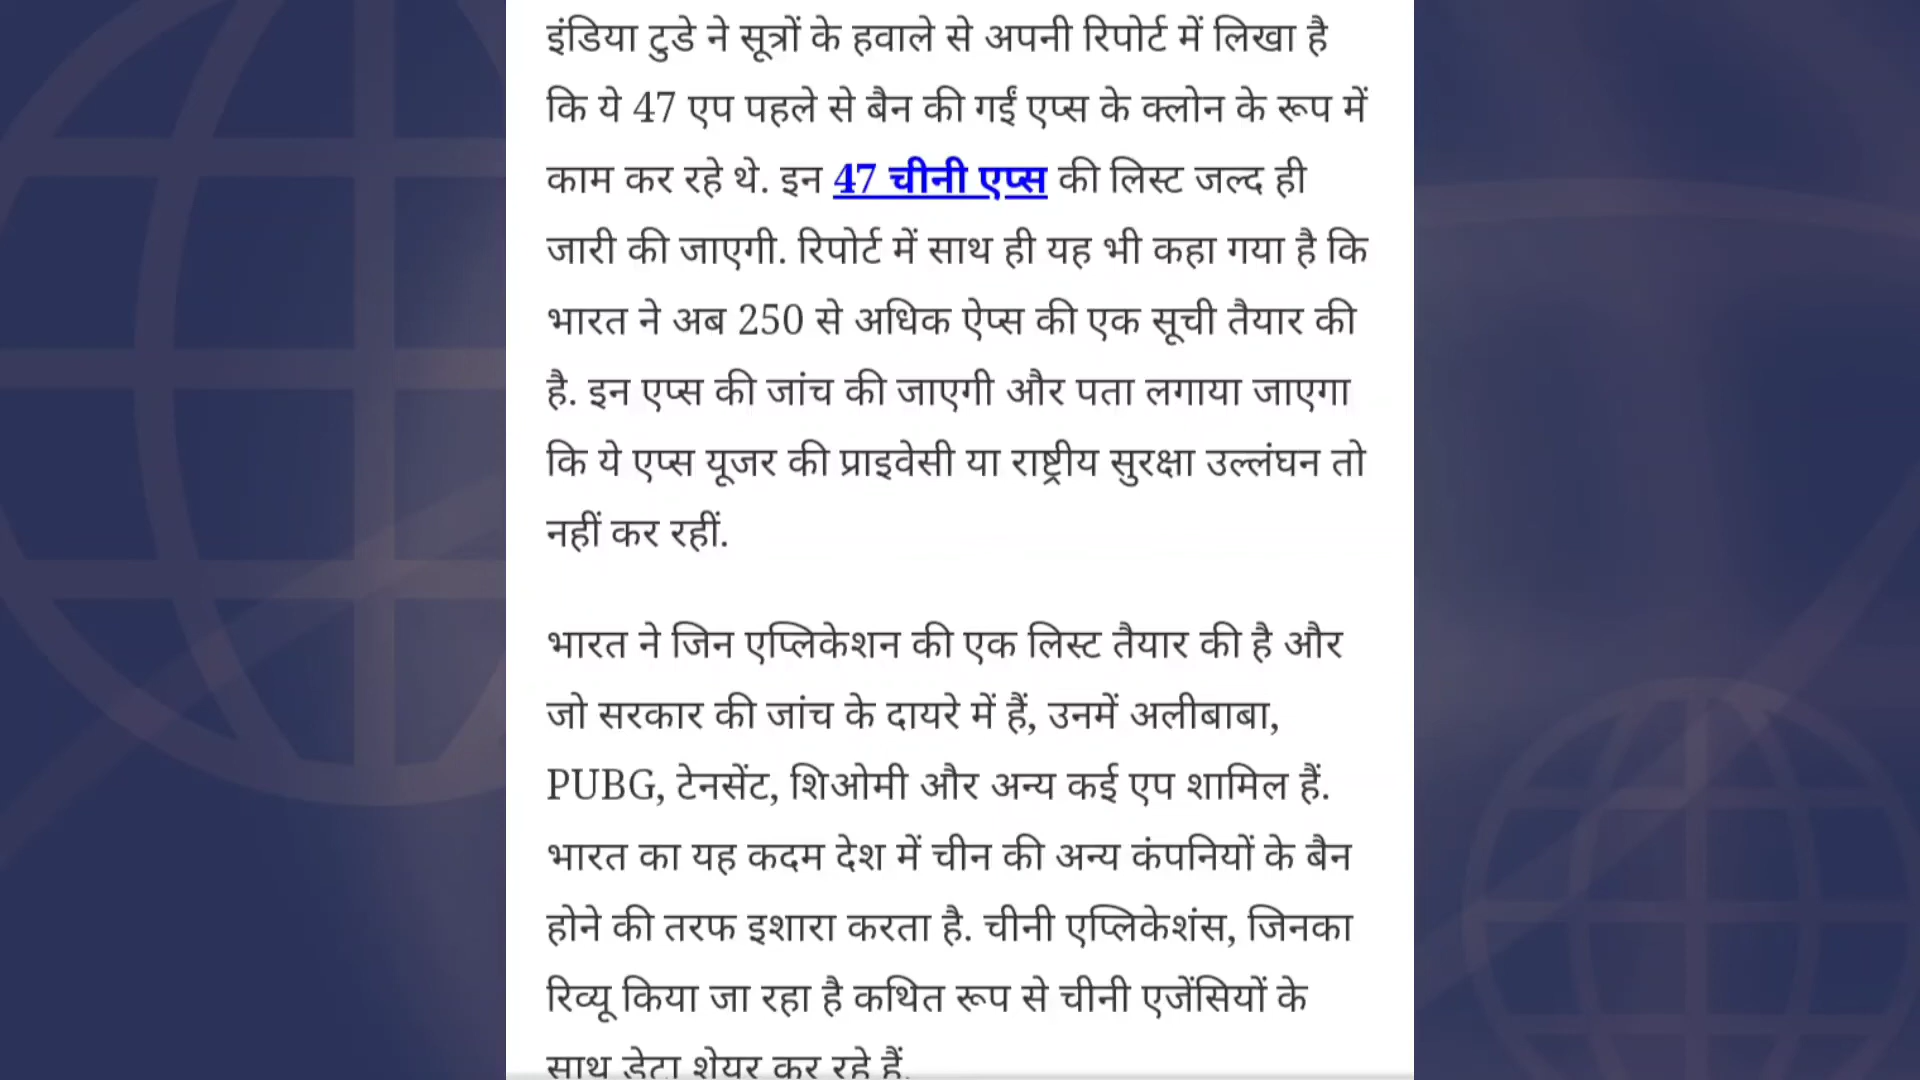 इंडिया टुडे ने सूत्रों के हवाले से अपनी रिपोर्ट में लिखा है
कि ये 47 एप पहले से बैन की गईं एप्स के क्लोन के रूप में
काम कर रहे थे. इन 47 चीनी एप्स की लिस्ट जल्द ही
जारी की जाएगी. रिपोर्ट में साथ ही यह भी कहा गया है कि
भारत ने अब 250 से अधिक ऐप्स की एक सूची तैयार की
है. इन एप्स की जांच की जाएगी और पता लगाया जाएगा
कि ये एप्स यूजर की प्राइवेसी या राष्ट्रीय सुरक्षा उल्लंघन तो
नहीं कर रहीं.
भारत ने जिन एप्लिकेशन की एक लिस्ट तैयार की है और
जो सरकार की जांच के दायरे में हैं, उनमें अलीबाबा,
PUBG, टेनसेंट, शिओमी और अन्य कई एप शामिल हैं.
भारत का यह कदम देश में चीन की अन्य कंपनियों के बैन
होने की तरफ इशारा करता है. चीनी एप्लिकेशंस, जिनका
रिव्यू किया जा रहा है कथित रूप से चीनी एजेंसियों के
साथ डेटा शेयर कर रहे हैं.